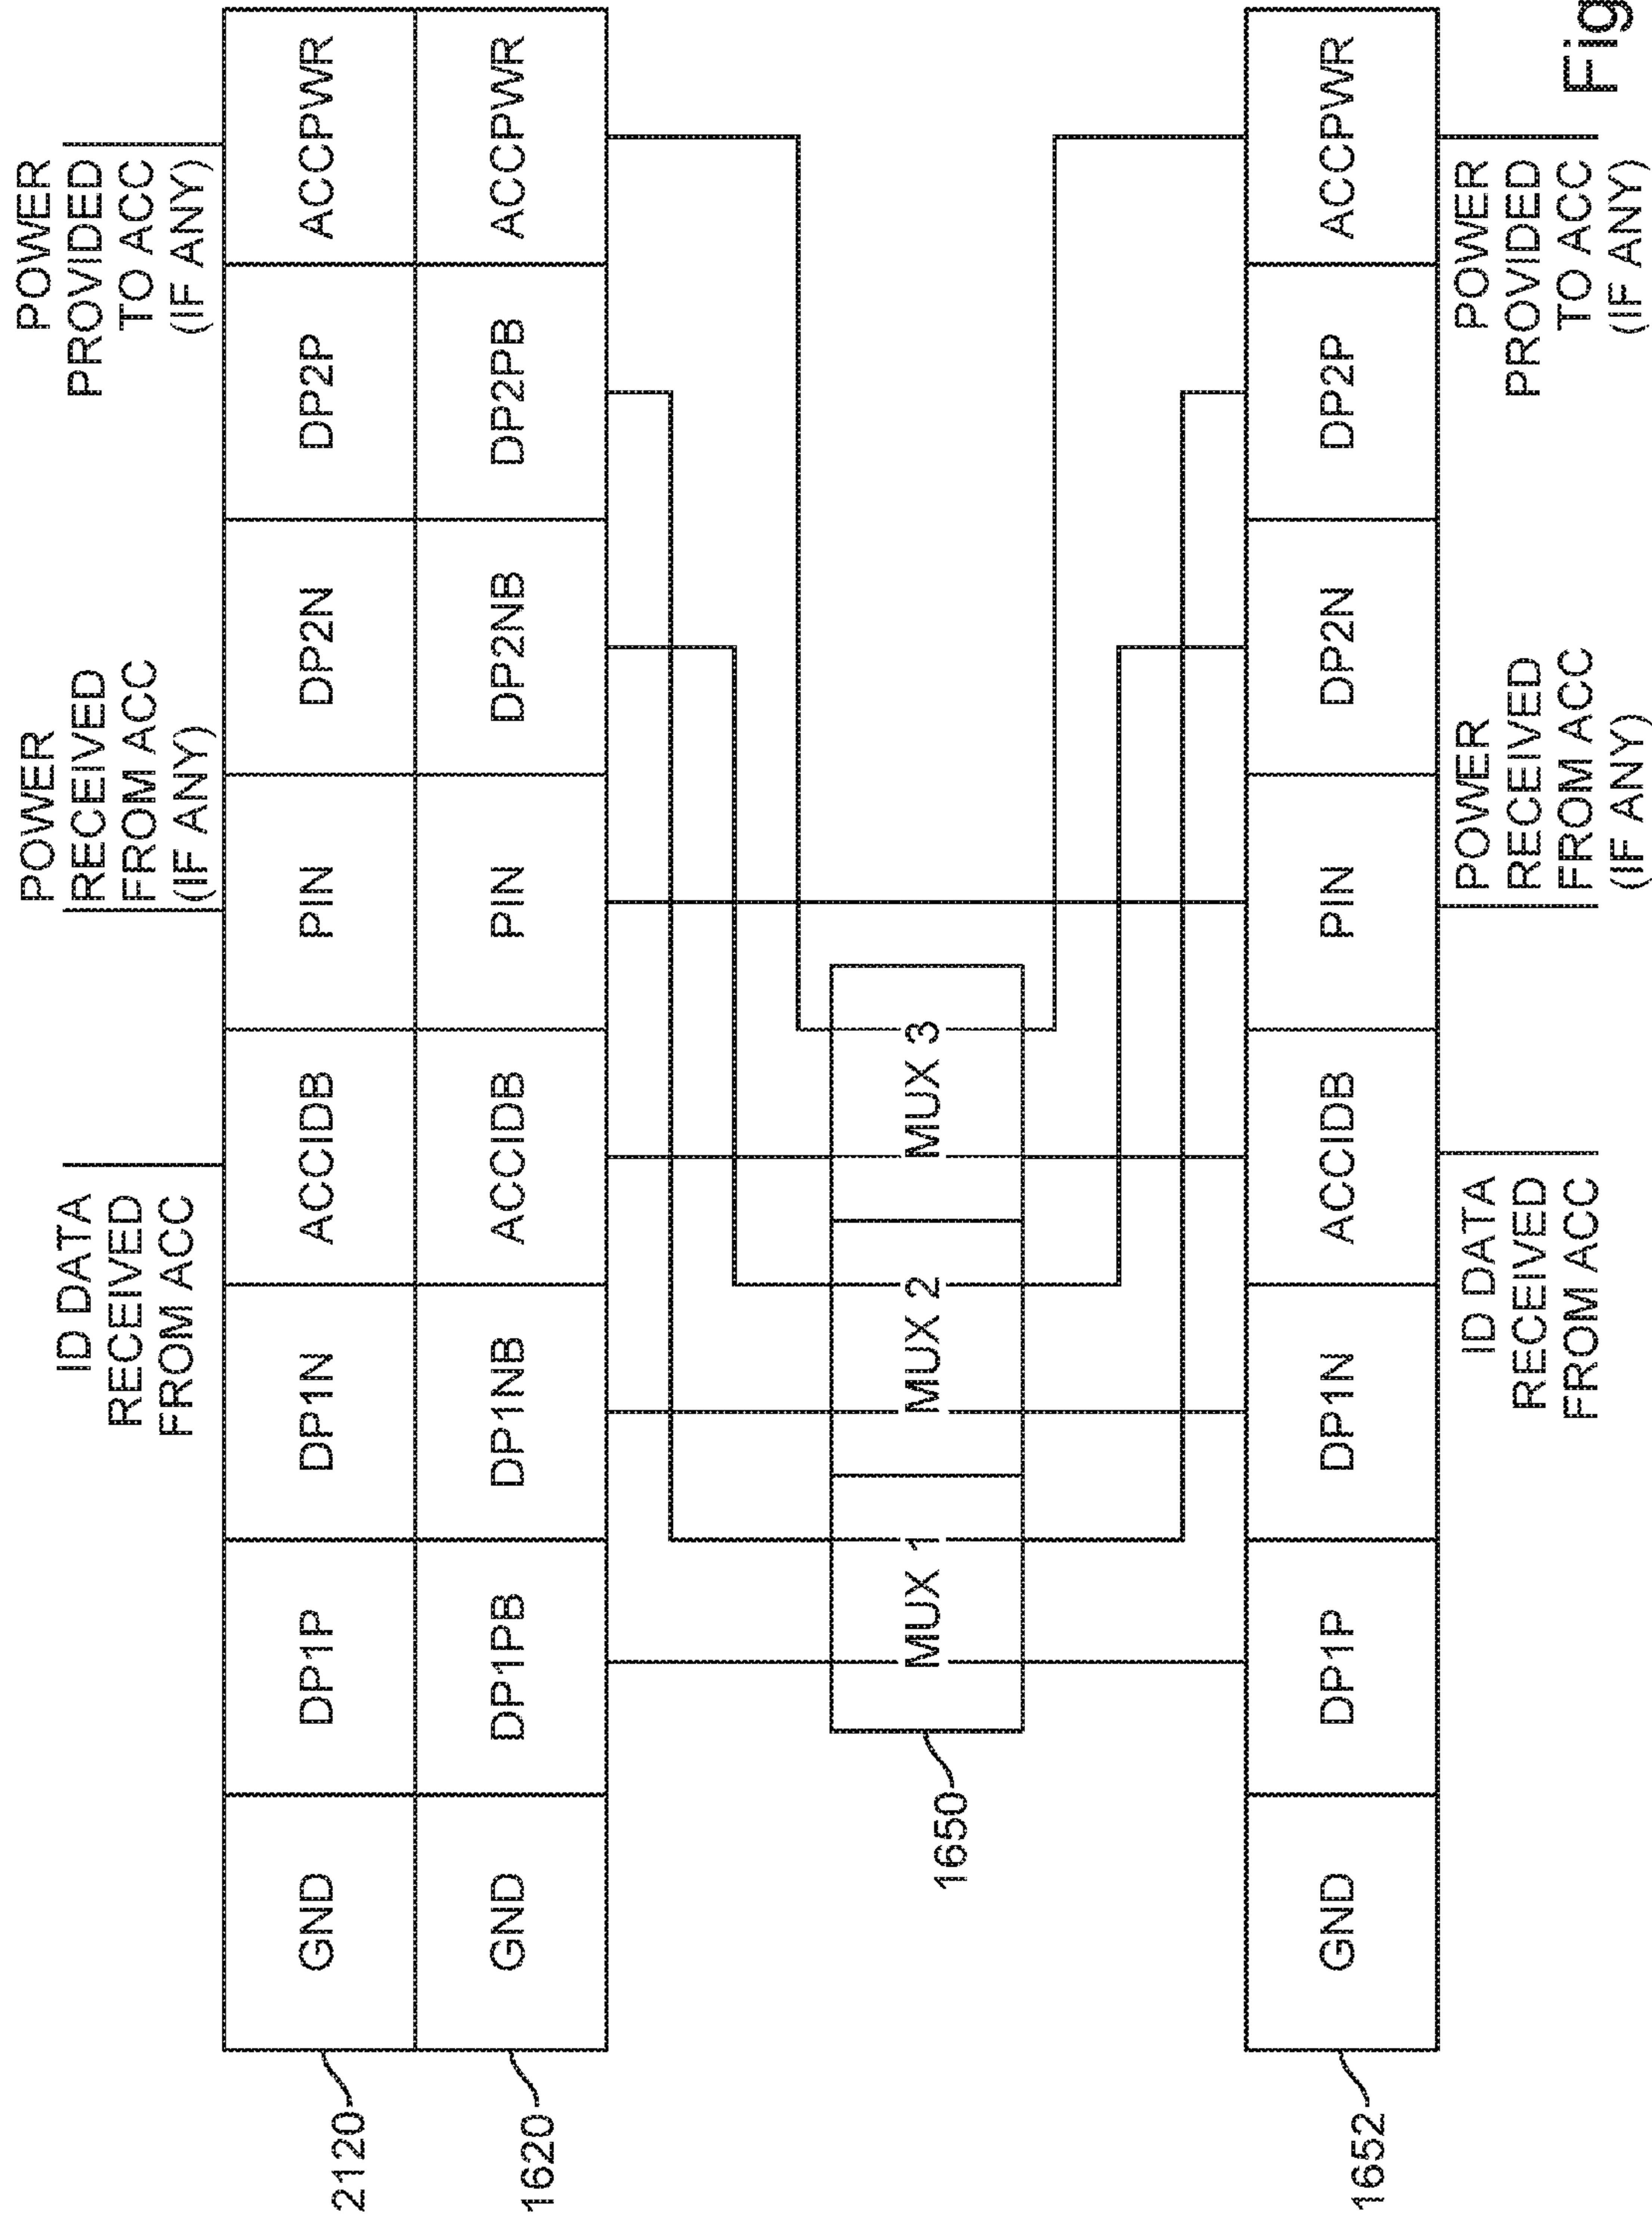 ID DATA
RECEIVED
FROM ACC
POWER
RECEIVED
FROM ACC
(IF ANY)
POWER
PROVIDED
TO ACC
(IF ANY)
2120
GND
DP1P
DP1N
ACCIDB
PIN
DP2N
DP2P
ACCPWR
1620
GND
DP1PB
DP1NB
ACCIDB
PIN
DP2NB
DP2PB
ACCPWR
1650
MUX 1
MUX 2
MUX 3
1652
GND
DP1P
DP1N
ACCIDB
PIN
DP2N
DP2P
ACCPWR
ID DATA
RECEIVED
FROM ACC
POWER
RECEIVED
FROM ACC
(IF ANY)
POWER
PROVIDED
TO ACC
(IF ANY)
Fig